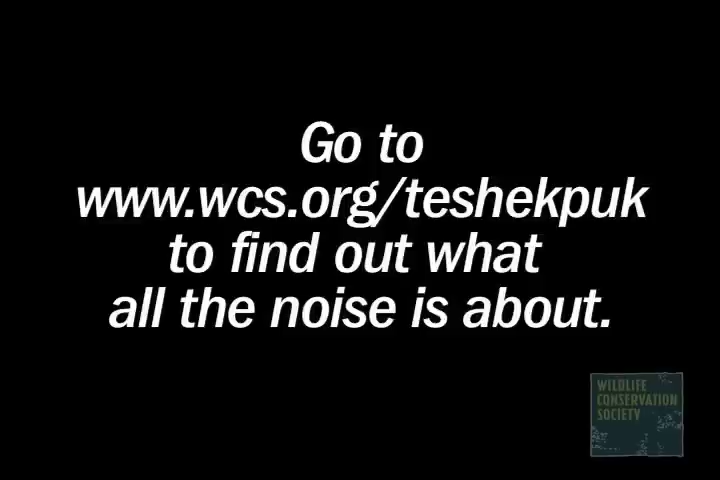 Go to
www.wcs.org/teshekpuk
to find out what
all the noise is about.
WILDLIFE
CONSERVATION
SOCIETY